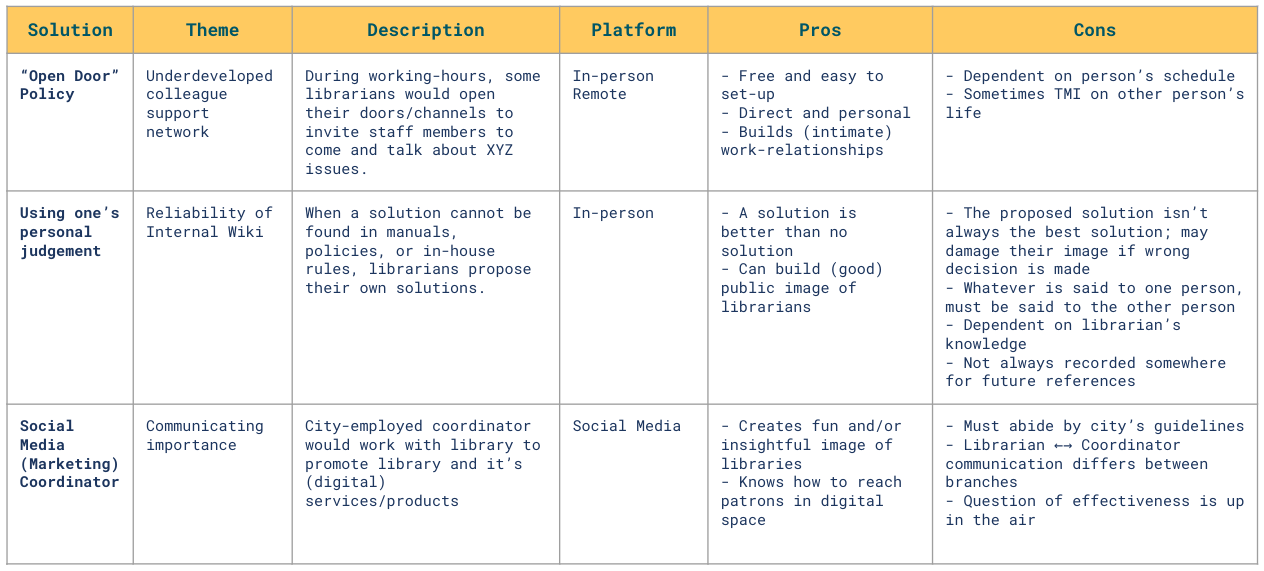 Solution
Theme
Description
Platform
Pros
Cons
“Open Door”
Policy
Underdeveloped
colleague
support
network
During working-hours, some
librarians would open
their doors/channels to
invite staff members to
come and talk about XYZ
issues.
In-person
Remote
- Free and easy to
set-up
- Direct and personal
- Builds (intimate)
work-relationships
- Dependent on person’s schedule
- Sometimes TMI on other person’s
life
Using one’s
personal
judgement
Reliability of
Internal Wiki
When a solution cannot be
found in manuals,
policies, or in-house
rules, librarians propose
their own solutions.
In-person
- A solution is
better than no
solution
- Can build (good)
public image of
librarians
- The proposed solution isn’t
always the best solution; may
damage their image if wrong
decision is made
- Whatever is said to one person,
must be said to the other person
- Dependent on librarian’s
knowledge
- Not always recorded somewhere
for future references
Social
Media
(Marketing)
Coordinator
Communicating
importance
City-employed coordinator
would work with library to
promote library and it’s
(digital)
services/products
Social Media
- Creates fun and/or
insightful image of
libraries
- Knows how to reach
patrons in digital
space
- Must abide by city’s guidelines
- Librarian ←→ Coordinator
communication differs between
branches
- Question of effectiveness is up
in the air